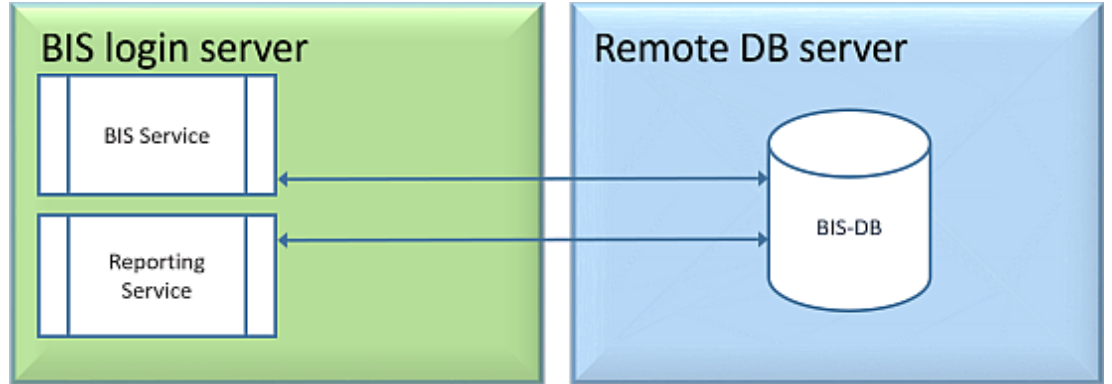 BIS login server
BIS Service
Reporting
Service
Remote DB server
BIS-DB